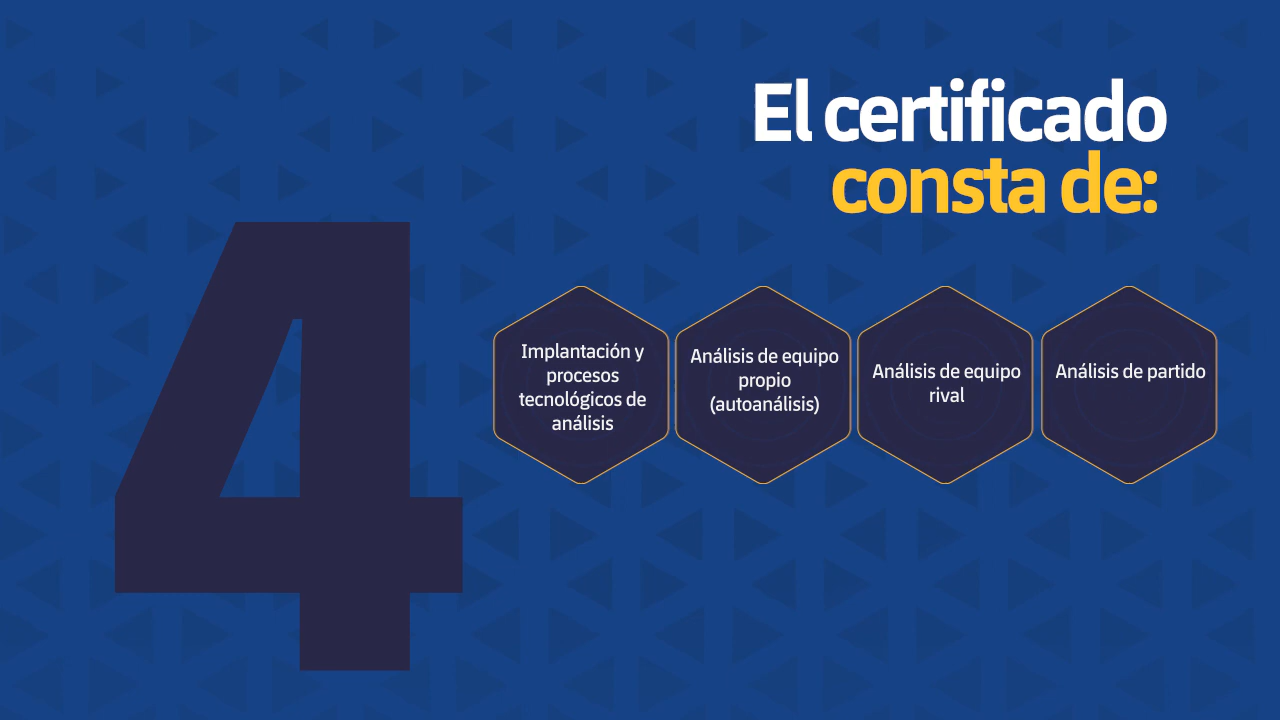 El certificado
consta de:
4
Implantación y
procesos
tecnológicos de
análisis
Análisis de equipo
propio
(autoanálisis)
Análisis de equipo
rival
Análisis de partido